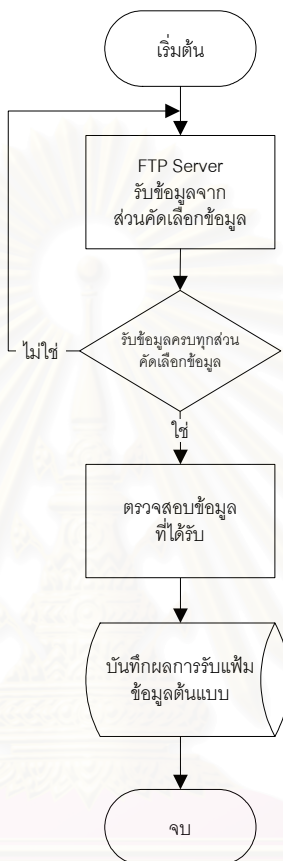 เริ่มต้น
FTP Server
รับข้อมูลจาก
ส่วนคัดเลือกข้อมูล
รับข้อมูลครบทุกส่วน
คัดเลือกข้อมูล
ไม่ใช่
ใช่
ตรวจสอบข้อมูล
ที่ได้รับ
บันทึกผลการรับแฟ้ม
ข้อมูลต้นแบบ
จบ